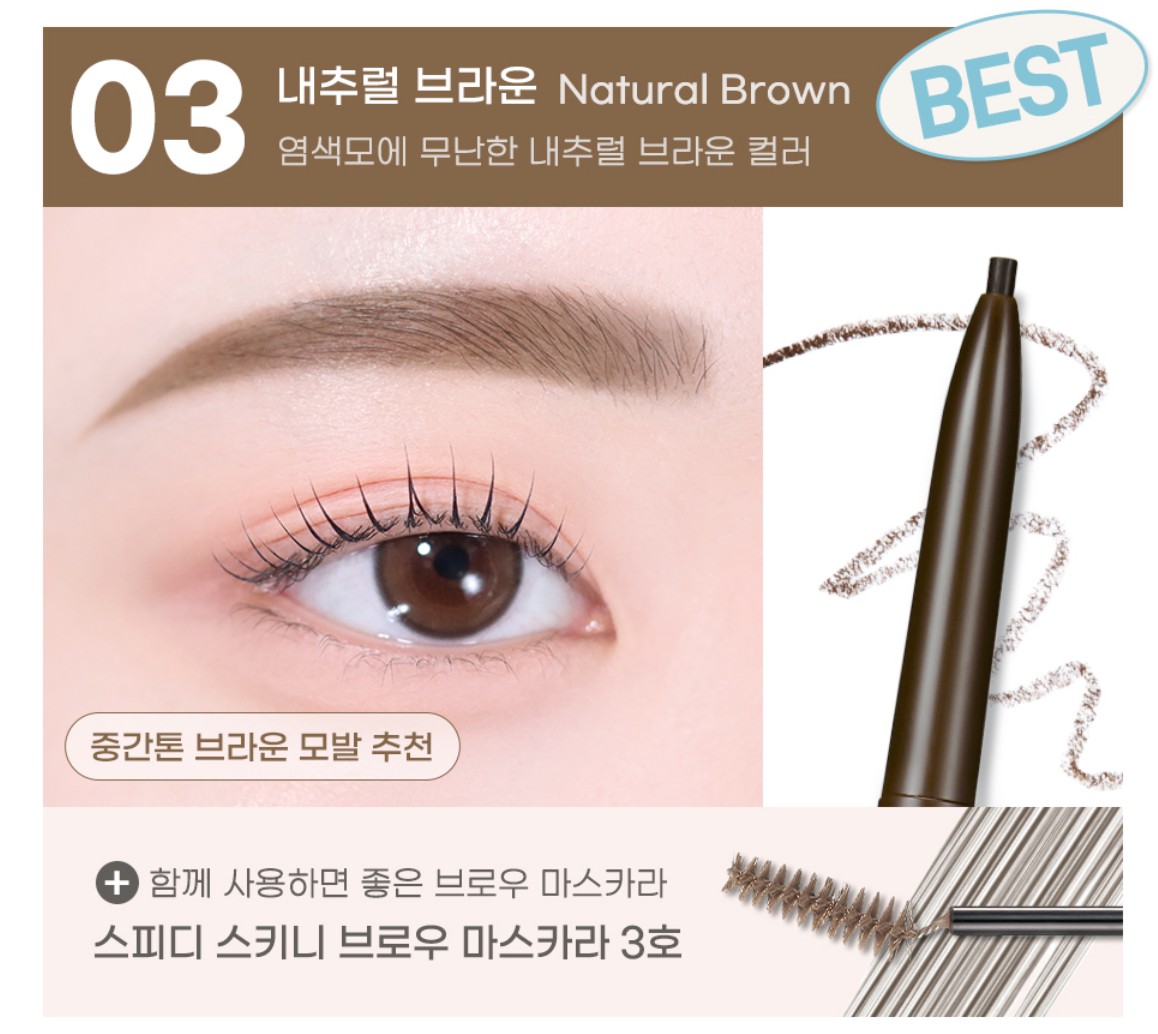 03
내추럴 브라운 Natural Brown
BEST
염색모에 무난한 내추럴 브라운 컬러
중간톤 브라운 모발 추천
+ 함께 사용하면 좋은 브로우 마스카라
스피디 스키니 브로우 마스카라 3호